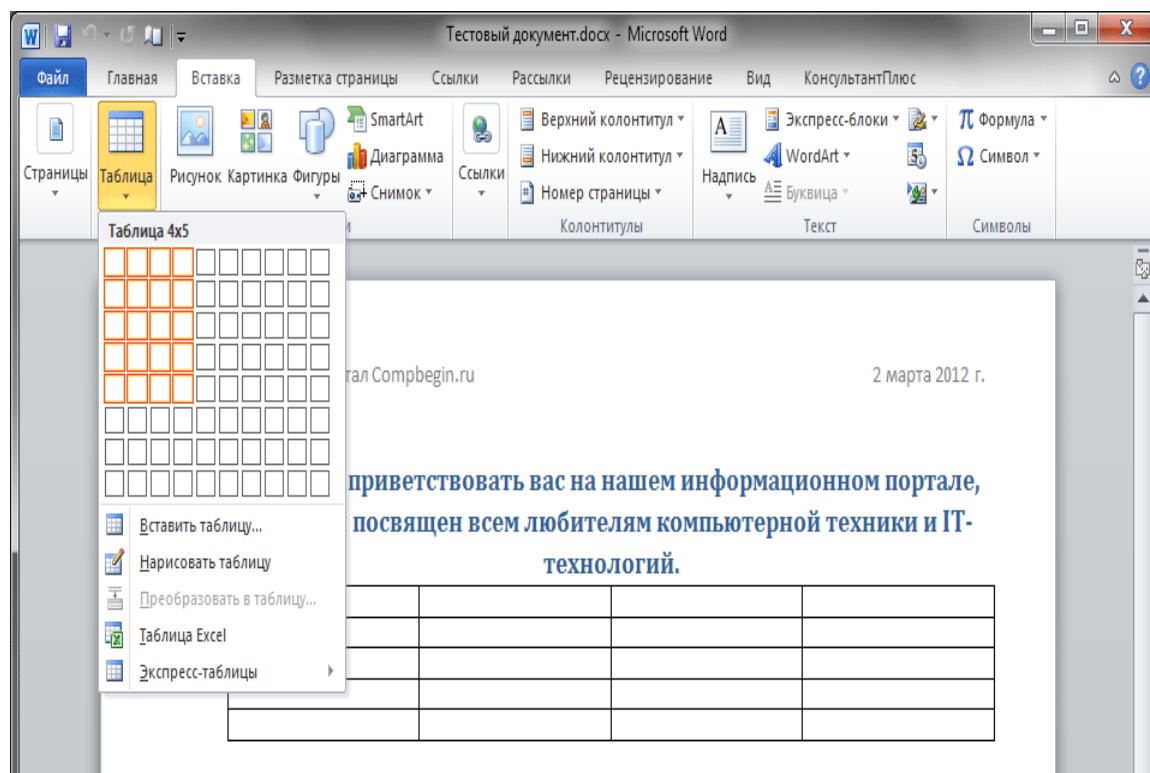 Тестовый документ.docx - Microsoft Word
Файл Главная Вставка Разметка страницы Ссылки Рассылки Рецензирование Вид КонсультантПлюс
Страницы
Таблица
Рисунок
Картинка
Фигуры
SmartArt
Диаграмма
Снимок
Ссылки
Верхний колонтитул
Нижний колонтитул
Номер страницы
Колонтитулы
Надпись
Экспресс-блоки
WordArt
Буквица
Текст
π Формула
Ω Символ
Символы
Таблица 4x5
Вставить таблицу...
Нарисовать таблицу
Преобразовать в таблицу...
Таблица Excel
Экспресс-таблицы
Compbegin.ru 2 марта 2012 г.
приветствовать вас на нашем информационном портале,
посвящен всем любителям компьютерной техники и IT-
технологий.